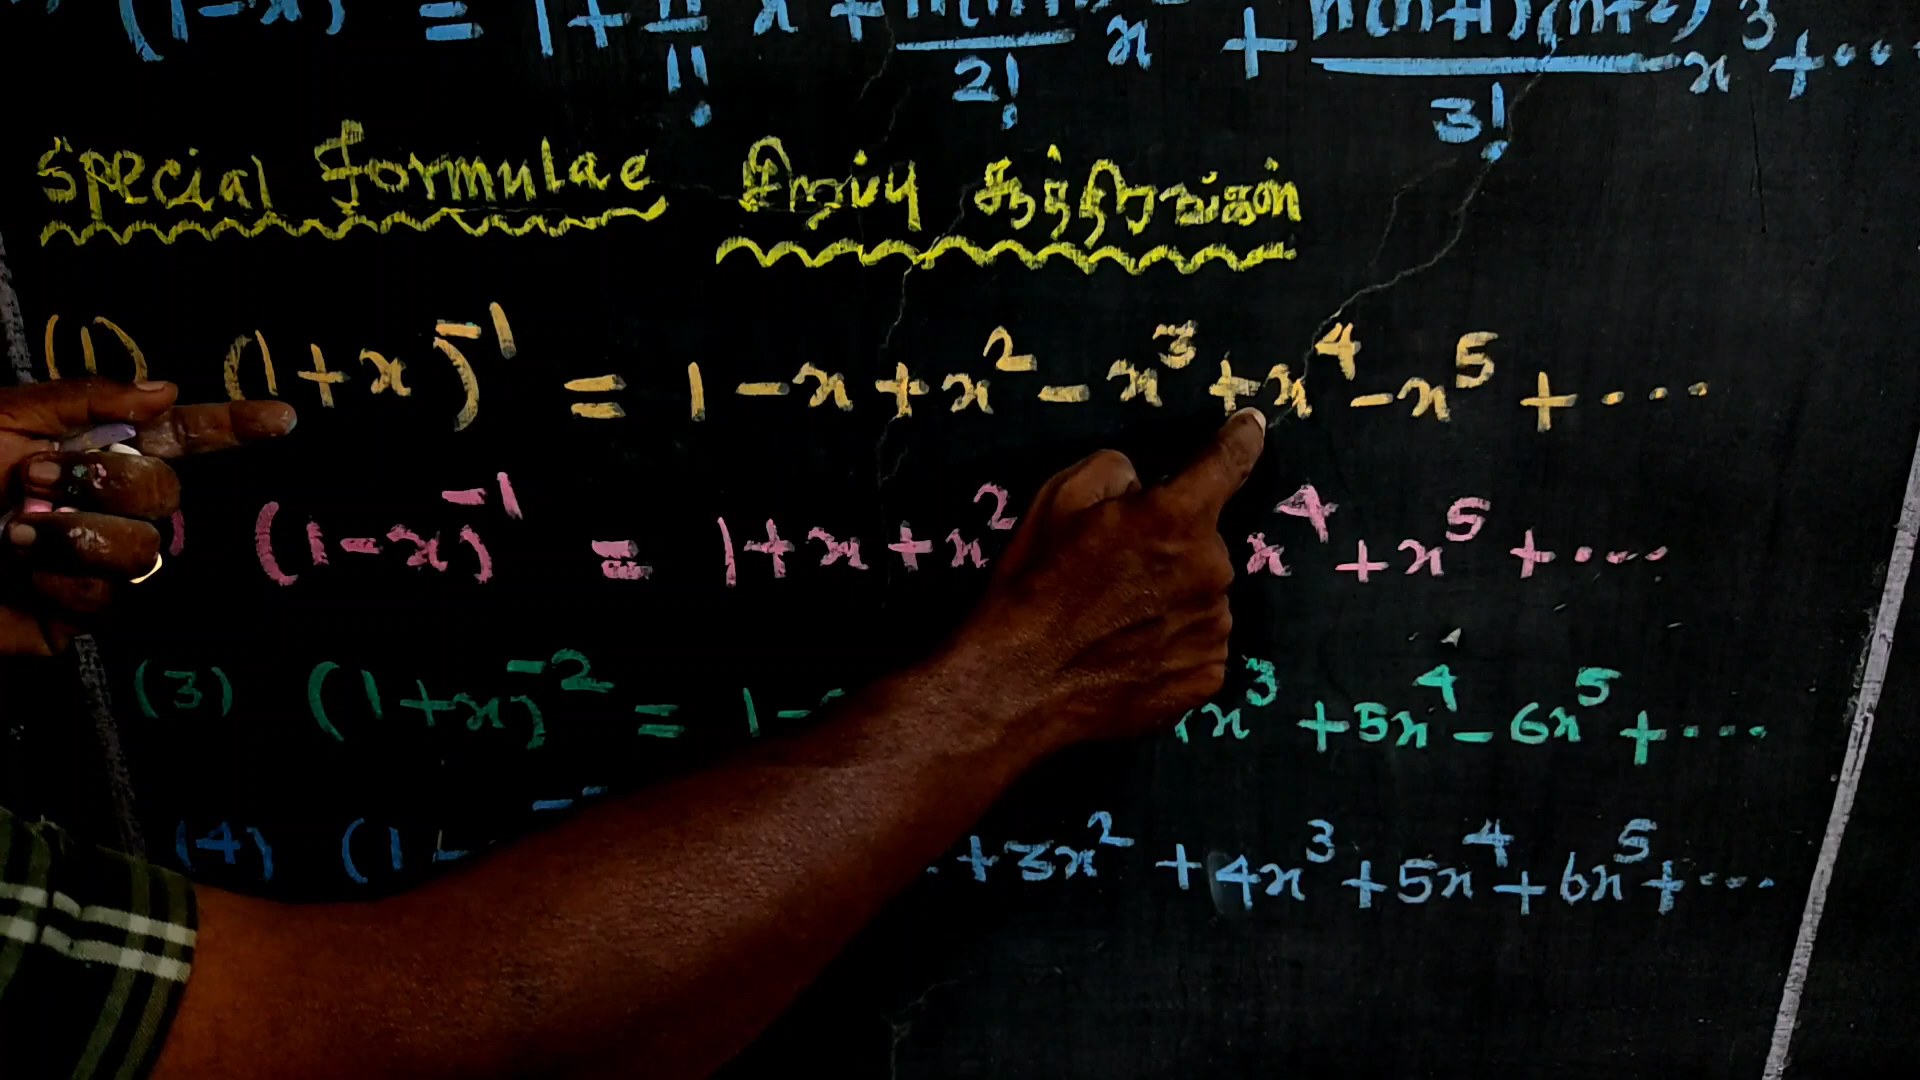 (1-x) = 1 + n/1! x + n(n+1)/2! x + n(n+1)(n+2)/3! x³ + ...
Special formulae சிறப்பு சூத்திரங்கள்
(1) (1+x)⁻¹ = 1 - x + x² - x³ + x⁴ - x⁵ + ....
) (1-x)⁻¹ = 1 + x + x² x⁴ + x⁵ + ....
(3) (1+x)⁻² = 1 - x³ + 5x⁴ - 6x⁵ + ....
(4) (1 - + 3x² + 4x³ + 5x⁴ + 6x⁵ + ....